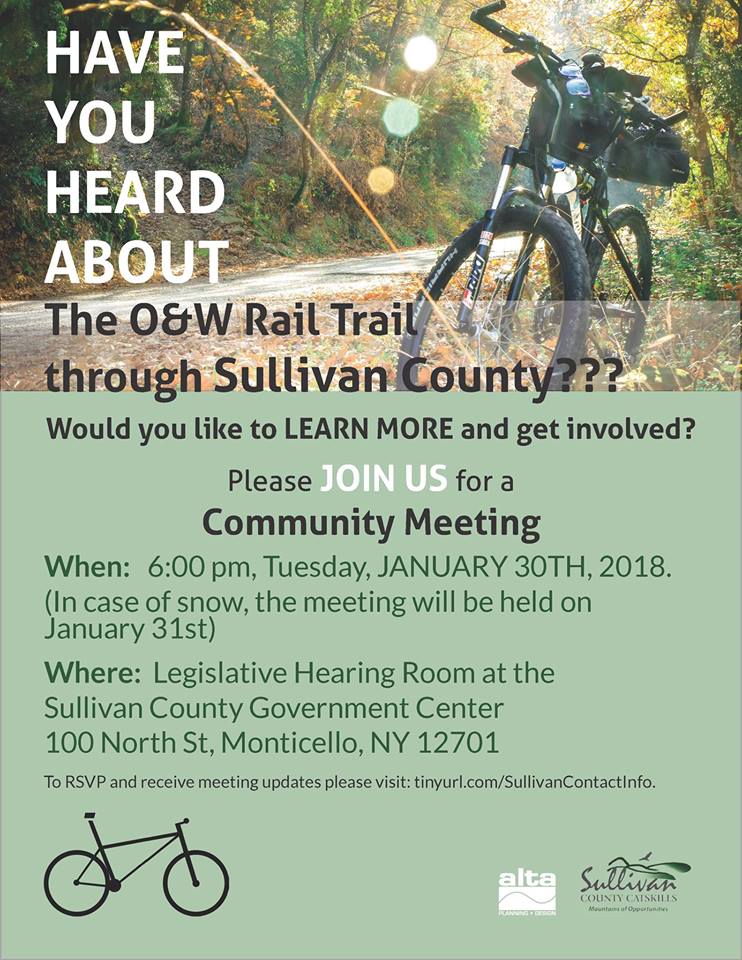 HAVE
YOU
HEARD
ABOUT
The O&W Rail Trail
through Sullivan County???
Would you like to LEARN MORE and get involved?
Please JOIN US for a
Community Meeting
When: 6:00 pm, Tuesday, JANUARY 30TH, 2018.
(In case of snow, the meeting will be held on
January 31st)
Where: Legislative Hearing Room at the
Sullivan County Government Center
100 North St, Monticello, NY 12701
To RSVP and receive meeting updates please visit: tinyurl.com/SullivanContactInfo.
alta
PLANNING + DESIGN
Sullivan
COUNTY CATSKILLS
Mountains of Opportunities